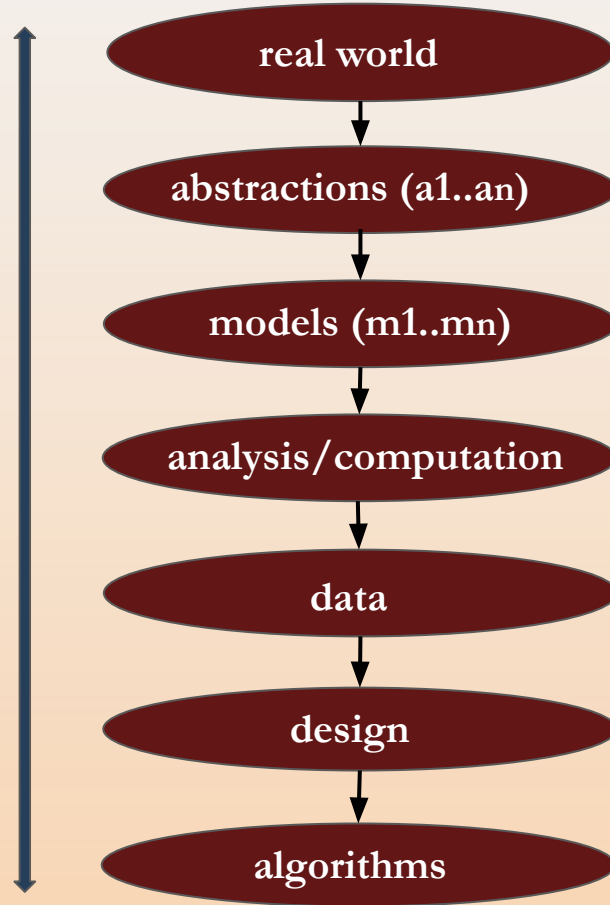 real world
abstractions (a1..an)
models (m1..mn)
analysis/computation
data
design
algorithms